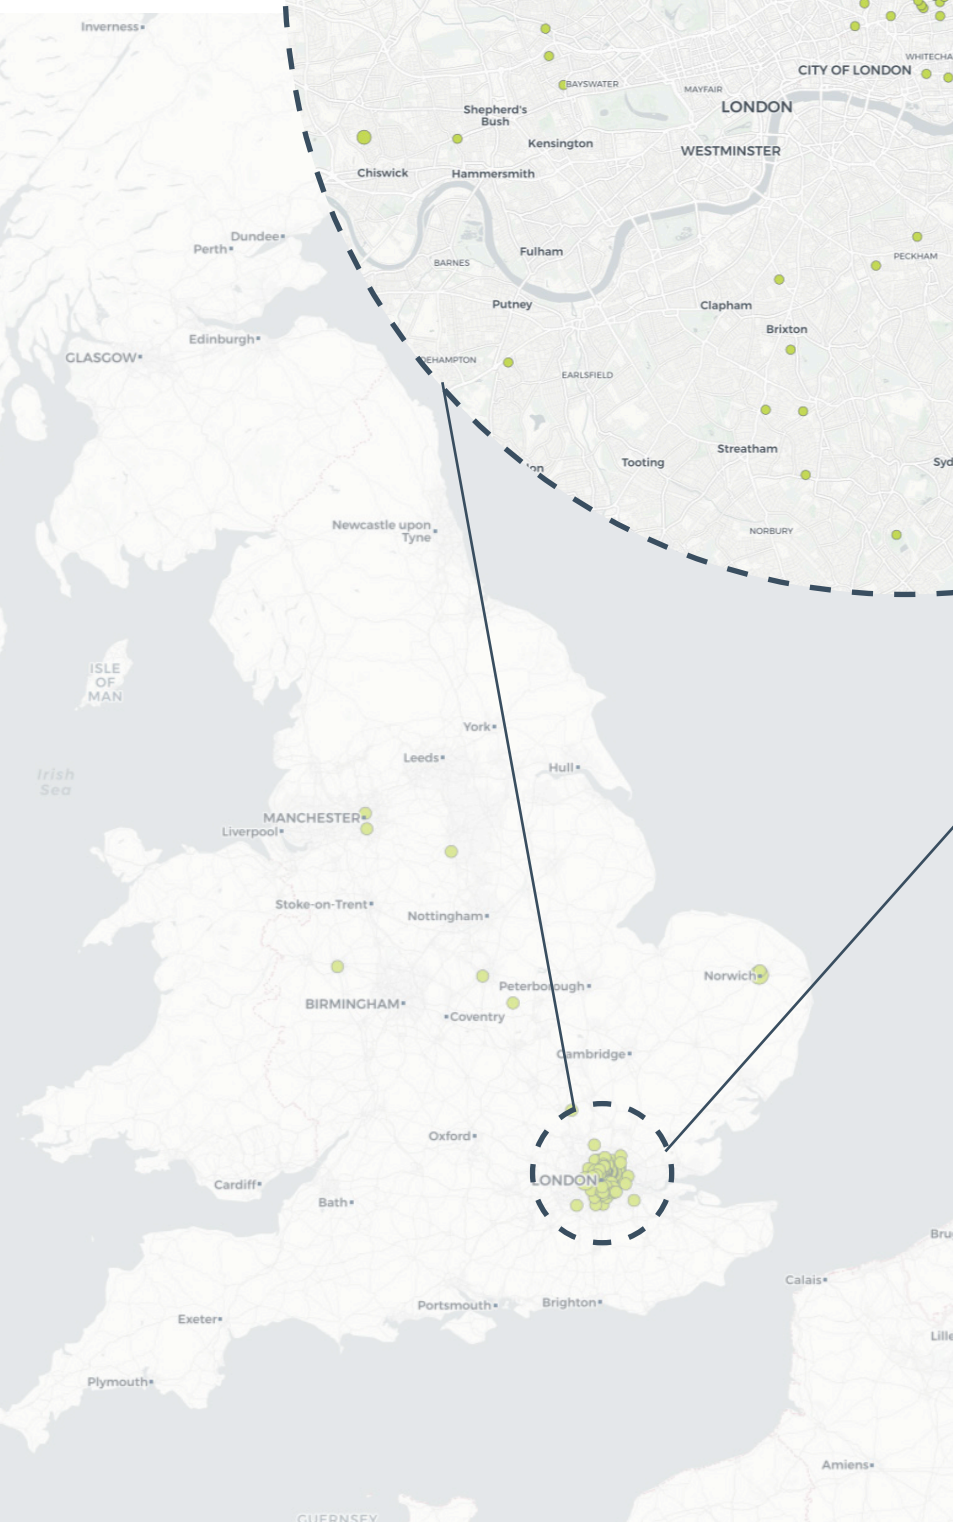 Inverness
BAYSWATER
MAYFAIR
CITY OF LONDON
LONDON
Shepherd's
Bush
Kensington
WESTMINSTER
Chiswick
Hammersmith
Dundee
Perth
BARNES
Fulham
PECKHAM
Putney
Clapham
Brixton
Edinburgh
GLASGOW
EARLSFIELD
Streatham
Tooting
NORBURY
Newcastle upon
Tyne
ISLE
OF
MAN
York
Leeds
Hull
Irish
Sea
MANCHESTER
Liverpool
Stoke-on-Trent
Nottingham
Norwich
Peterborough
BIRMINGHAM
Coventry
Cambridge
Oxford
LONDON
Cardiff
Bath
Calais
Portsmouth
Brighton
Exeter
Plymouth
Amiens
GUERNSEY